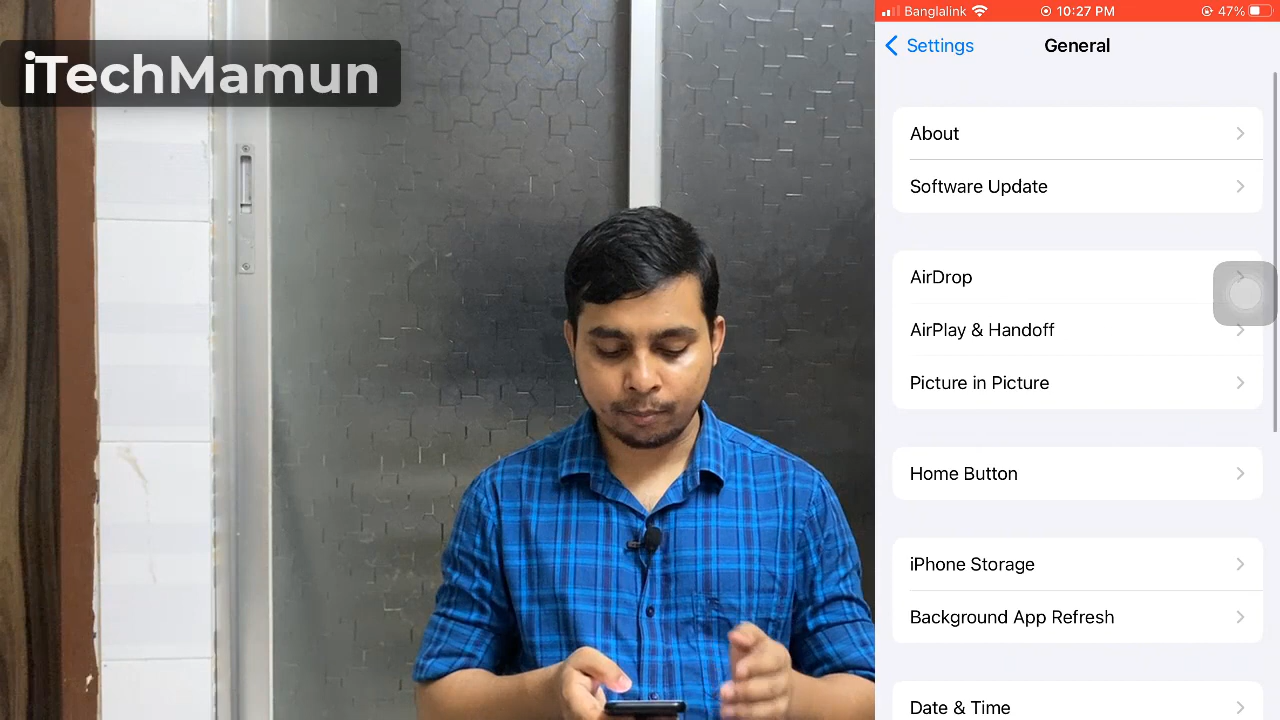 iTechMamun
Banglalink 10:27 PM 47%
Settings General
About
Software Update
AirDrop
AirPlay & Handoff
Picture in Picture
Home Button
iPhone Storage
Background App Refresh
Date & Time